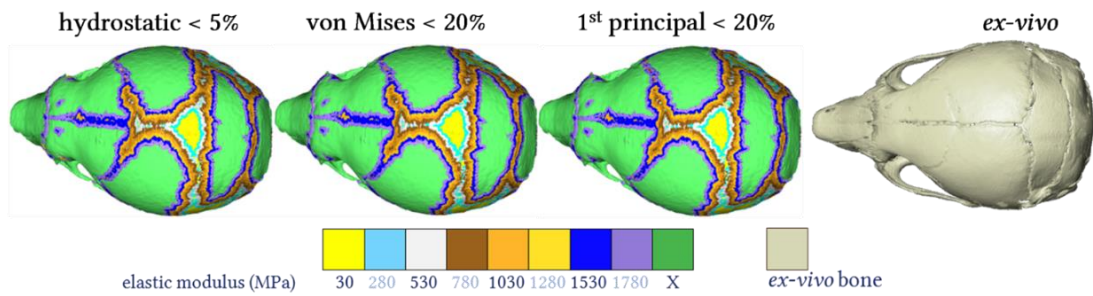 hydrostatic < 5% von Mises < 20% 1st principal < 20% ex-vivo
elastic modulus (MPa) 30 280 530 780 1030 1280 1530 1780 X ex-vivo bone